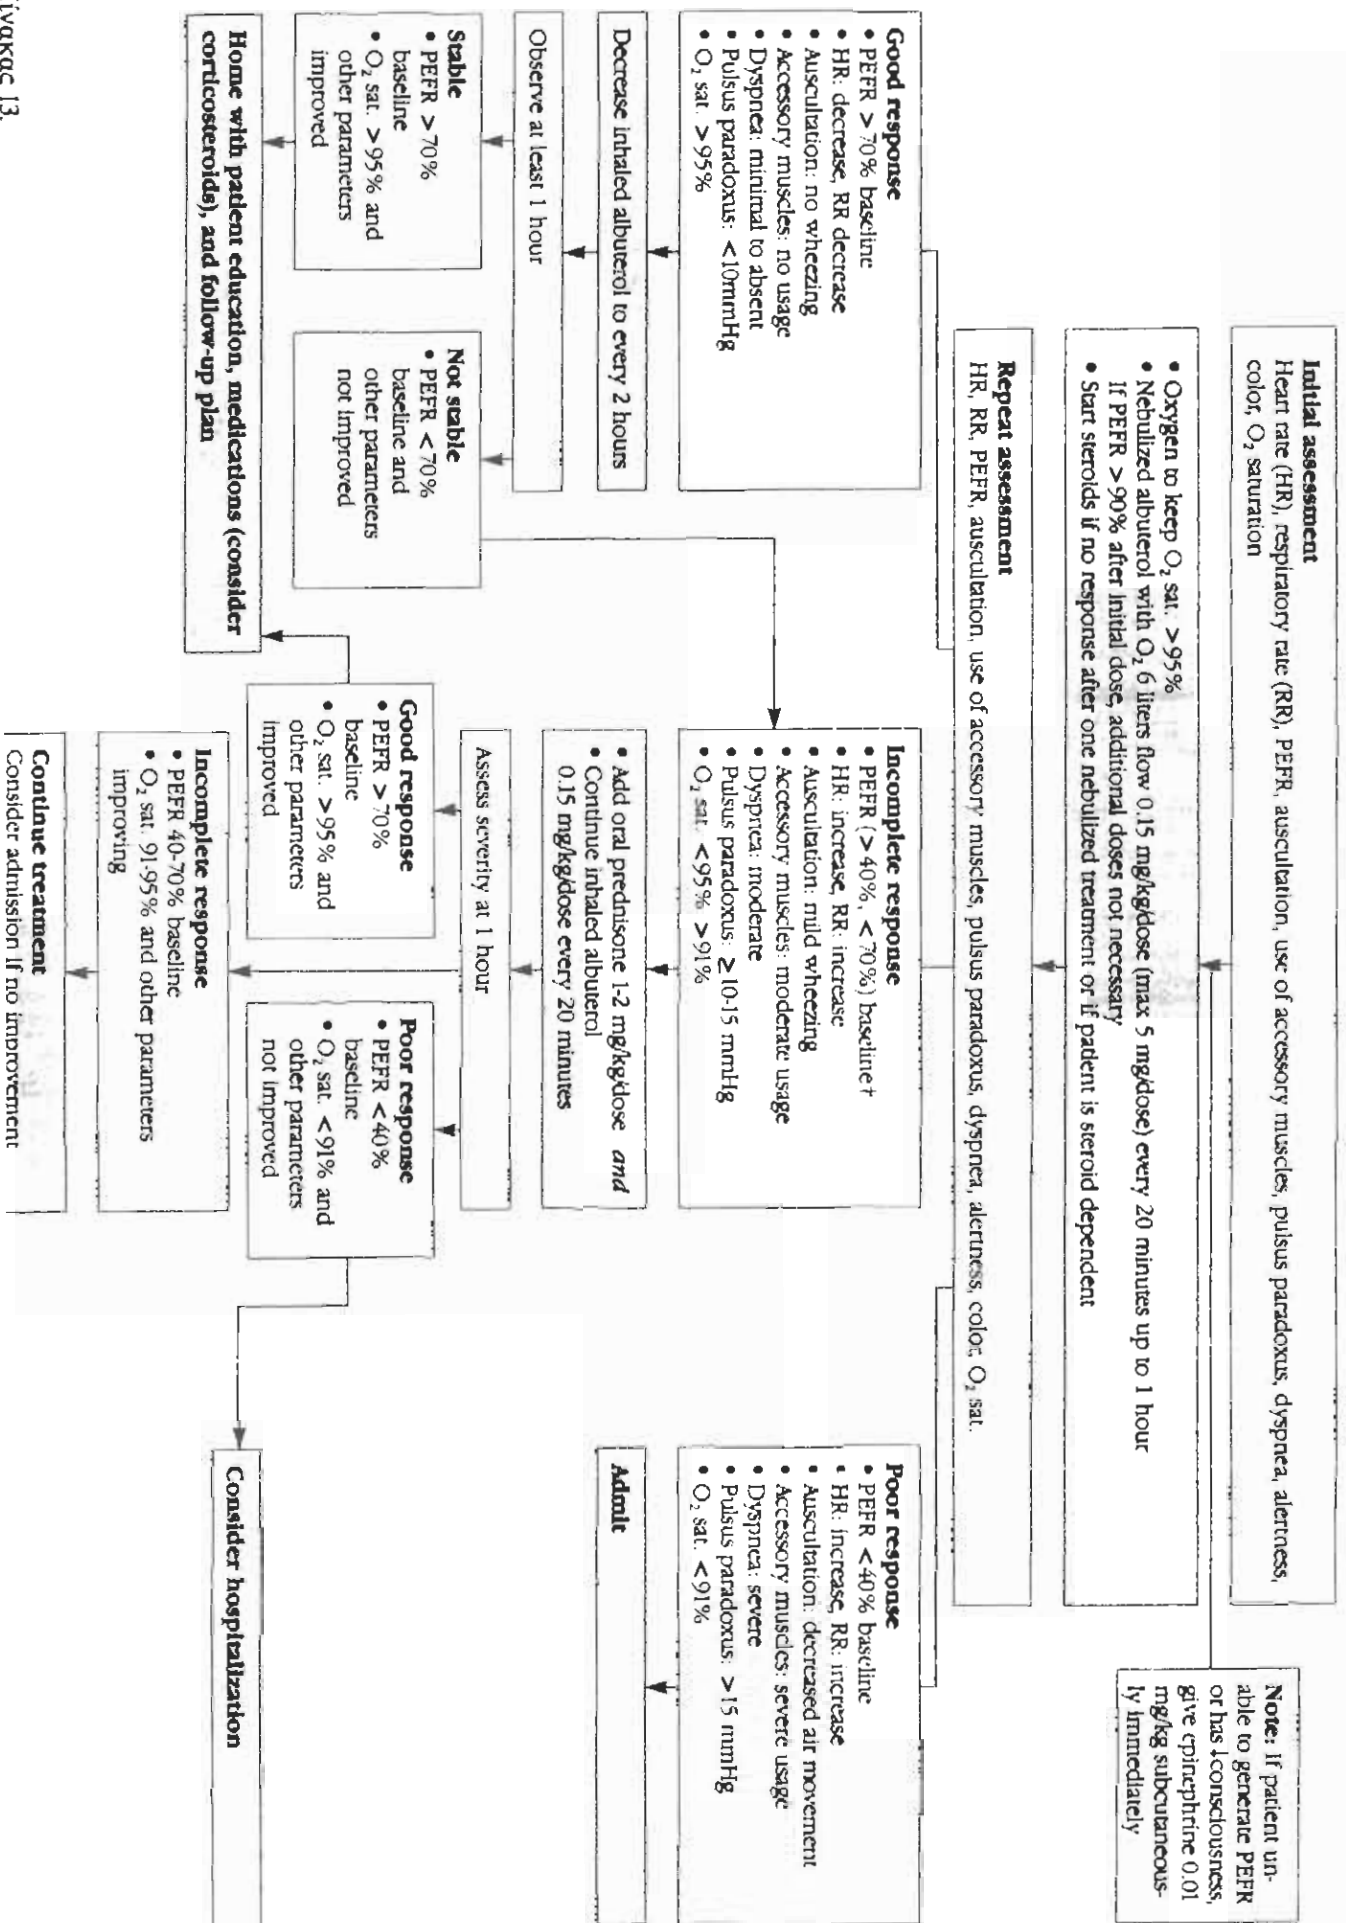 Initial assessment
Heart rate (HR), respiratory rate (RR), PEFR, auscultation, use of accessory muscles, pulsus paradoxus, dyspnea, alertness,
color, O₂ saturation
Note: If patient un-
able to generate PEFR
or has ↓consciousness,
give epinephrine 0.01
mg/kg subcutaneous-
ly immediately
• Oxygen to keep O₂ sat. >95%
• Nebulized albuterol with O₂ 6 liters flow 0.15 mg/kg/dose (max 5 mg/dose) every 20 minutes up to 1 hour
If PEFR >90% after initial dose, additional doses not necessary
• Start steroids if no response after one nebulized treatment or if patient is steroid dependent
Repeat assessment
HR, RR, PEFR, auscultation, use of accessory muscles, pulsus paradoxus, dyspnea, alertness, color, O₂ sat.
Good response
• PEFR >70% baseline
• HR: decrease, RR decrease
• Auscultation: no wheezing
• Accessory muscles: no usage
• Dyspnea: minimal to absent
• Pulsus paradoxus: <10mmHg
• O₂ sat. >95%
Decrease inhaled albuterol to every 2 hours
Observe at least 1 hour
Stable
• PEFR >70%
baseline
• O₂ sat. >95% and
other parameters
improved
Not stable
• PEFR <70%
baseline and
other parameters
not improved
Home with patient education, medications (consider
corticosteroids), and follow-up plan
Incomplete response
• PEFR (>40%, <70%) baseline†
• HR: increase, RR: increase
• Auscultation: mild wheezing
• Accessory muscles: moderate usage
• Dyspnea: moderate
• Pulsus paradoxus: ≥10-15 mmHg
• O₂ sat. <95% >91%
• Add oral prednisone 1-2 mg/kg/dose and
• Continue inhaled albuterol
0.15 mg/kg/dose every 20 minutes
Assess severity at 1 hour
Good response
• PEFR >70%
baseline
• O₂ sat. >95% and
other parameters
improved
Poor response
• PEFR <40%
baseline
• O₂ sat. <91% and
other parameters
not improved
Incomplete response
• PEFR 40-70% baseline
• O₂ sat. 91-95% and other parameters
improving
Continue treatment
Consider admission if no improvement
Poor response
• PEFR <40% baseline
• HR: increase, RR: increase
• Auscultation: decreased air movement
• Accessory muscles: severe usage
• Dyspnea: severe
• Pulsus paradoxus: >15 mmHg
• O₂ sat. <91%
Admit
Consider hospitalization
13.